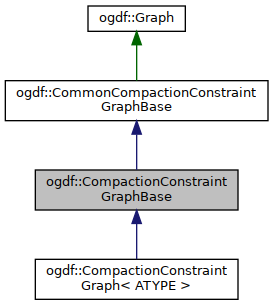 ogdf::Graph
ogdf::CommonCompactionConstraint
GraphBase
ogdf::CompactionConstraint
GraphBase
ogdf::CompactionConstraint
Graph< ATYPE >